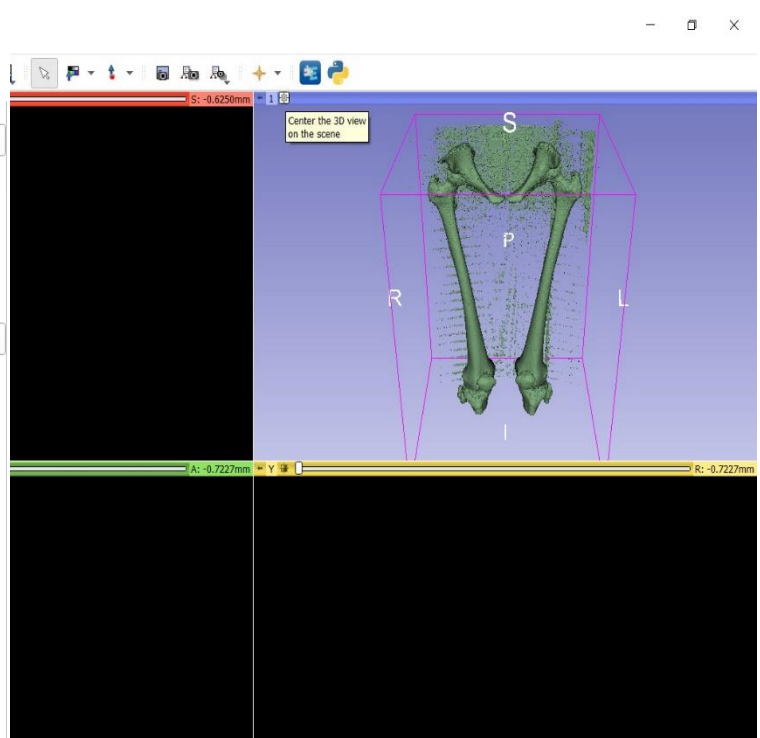 S: -0.6250mm
1
Center the 3D view
on the scene
S
P
R
L
I
A: -0.7227mm
Y
R: -0.7227mm